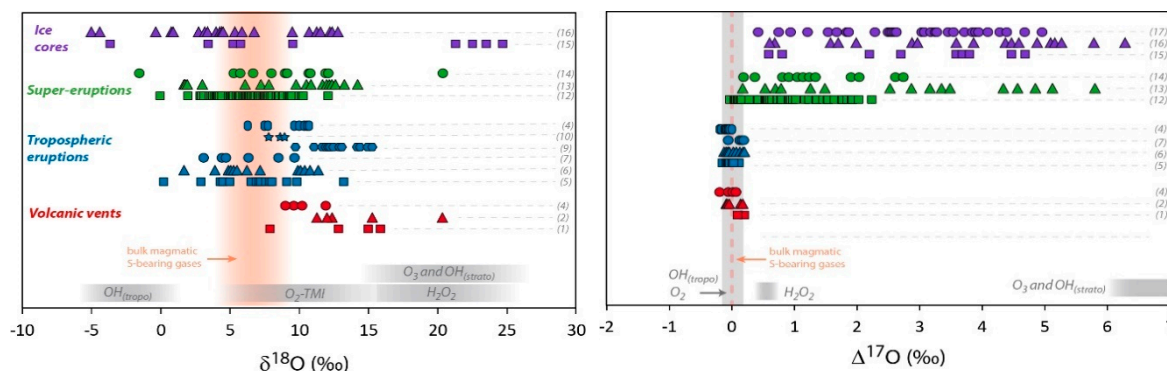 Ice
cores
(16)
(15)
Super-eruptions
(14)
(13)
(12)
Tropospheric
eruptions
(4)
(10)
(9)
(7)
(6)
(5)
Volcanic vents
(4)
(2)
(1)
bulk magmatic
S-bearing gases
O3 and OH(strato)
OH(tropo)
O2-TMI
H2O2
-10 -5 0 5 10 15 20 25 30
δ18O (‰)
(17)
(16)
(15)
(14)
(13)
(12)
(4)
(7)
(6)
(5)
(4)
(2)
(1)
bulk magmatic
S-bearing gases
OH(tropo)
O2
H2O2
O3 and OH(strato)
-2 -1 0 1 2 3 4 5 6 7
Δ17O (‰)